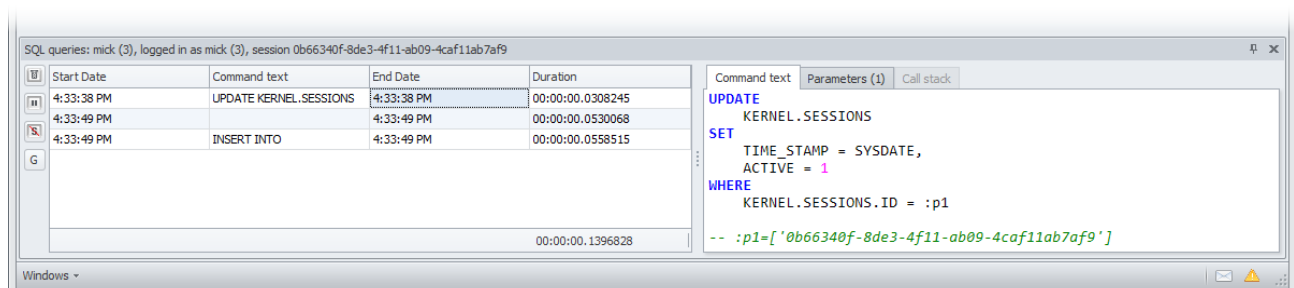 SQL queries: mick (3), logged in as mick (3), session 0b66340f-8de3-4f11-ab09-4caf11ab7af9
Start Date Command text End Date Duration
4:33:38 PM UPDATE KERNEL.SESSIONS 4:33:38 PM 00:00:00.0308245
4:33:49 PM 4:33:49 PM 00:00:00.0530068
4:33:49 PM INSERT INTO 4:33:49 PM 00:00:00.0558515
G
00:00:00.1396828
Command text Parameters (1) Call stack
UPDATE
KERNEL.SESSIONS
SET
TIME_STAMP = SYSDATE,
ACTIVE = 1
WHERE
KERNEL.SESSIONS.ID = :p1
-- :p1=['0b66340f-8de3-4f11-ab09-4caf11ab7af9']
Windows